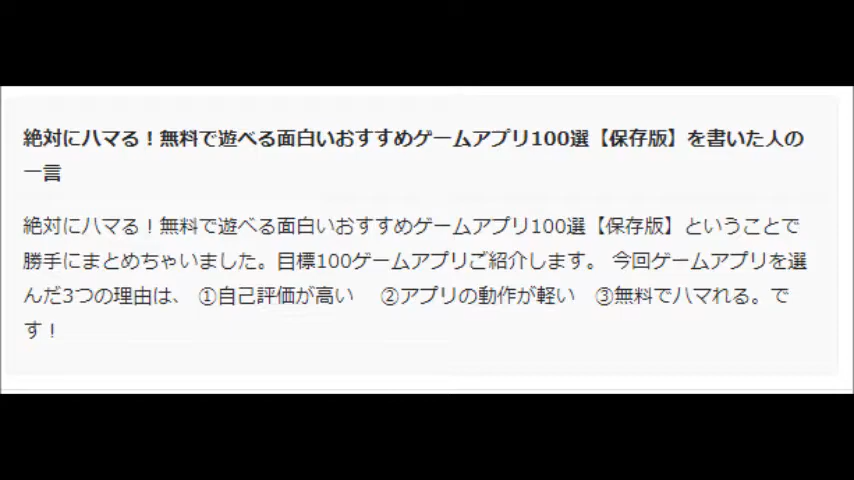 絶対にハマる！無料で遊べる面白いおすすめゲームアプリ100選【保存版】を書いた人の
一言
絶対にハマる！無料で遊べる面白いおすすめゲームアプリ100選【保存版】ということで
勝手にまとめちゃいました。目標100ゲームアプリご紹介します。 今回ゲームアプリを選
んだ3つの理由は、 ①自己評価が高い　 ②アプリの動作が軽い　③無料でハマれる。で
す！